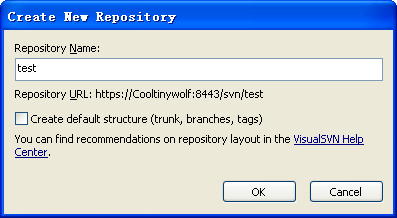 Create New Repository
Repository Name:
test
Repository URL: https://Cooltinywolf:8443/svn/test
Create default structure (trunk, branches, tags)
You can find recommendations on repository layout in the VisualSVN Help
Center.
OK Cancel